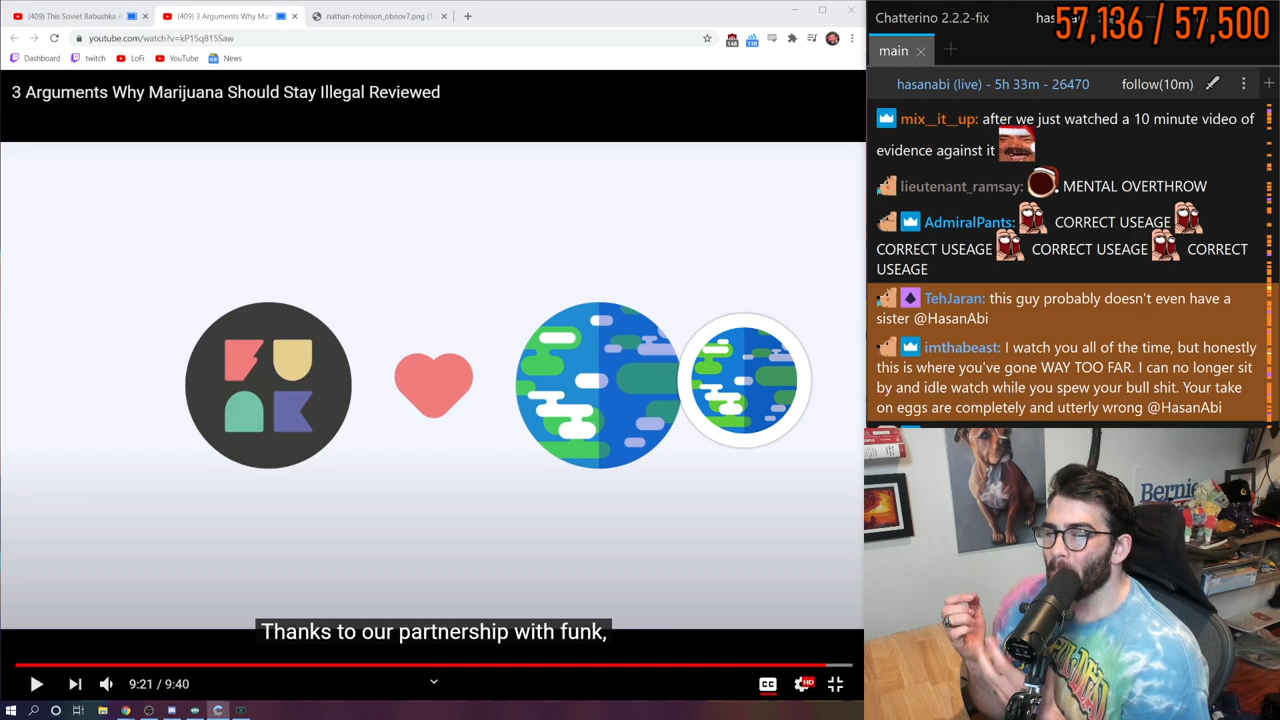 (409) This Soviet Babushka
(409) 3 Arguments Why Mar
nathan-robinson_obnov7.png
youtube.com/watch?v=kP15q815Saw
Dashboard
twitch
LoFi
YouTube
News
3 Arguments Why Marijuana Should Stay Illegal Reviewed
Thanks to our partnership with funk,
9:21 / 9:40
CC
HD
Chatterino 2.2.2-fix
57,136 / 57,500
main
hasanabi (live) - 5h 33m - 26470
follow(10m)
mix__it__up: after we just watched a 10 minute video of
evidence against it
lieutenant_ramsay: MENTAL OVERTHROW
AdmiralPants: CORRECT USEAGE
CORRECT USEAGE CORRECT USEAGE CORRECT
USEAGE
TehJaran: this guy probably doesn't even have a
sister @HasanAbi
imthabeast: I watch you all of the time, but honestly
this is where you've gone WAY TOO FAR. I can no longer sit
by and idle watch while you spew your bull shit. Your take
on eggs are completely and utterly wrong @HasanAbi
Bernie